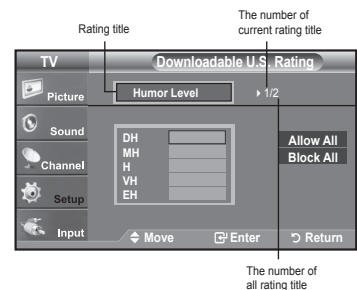 The number of
current rating title
Rating title
TV
Downloadable U.S. Rating
Picture
Humor Level
1/2
Sound
DH
Allow All
MH
Block All
Channel
H
VH
Setup
EH
Input
Move
Enter
Return
The number of
all rating title